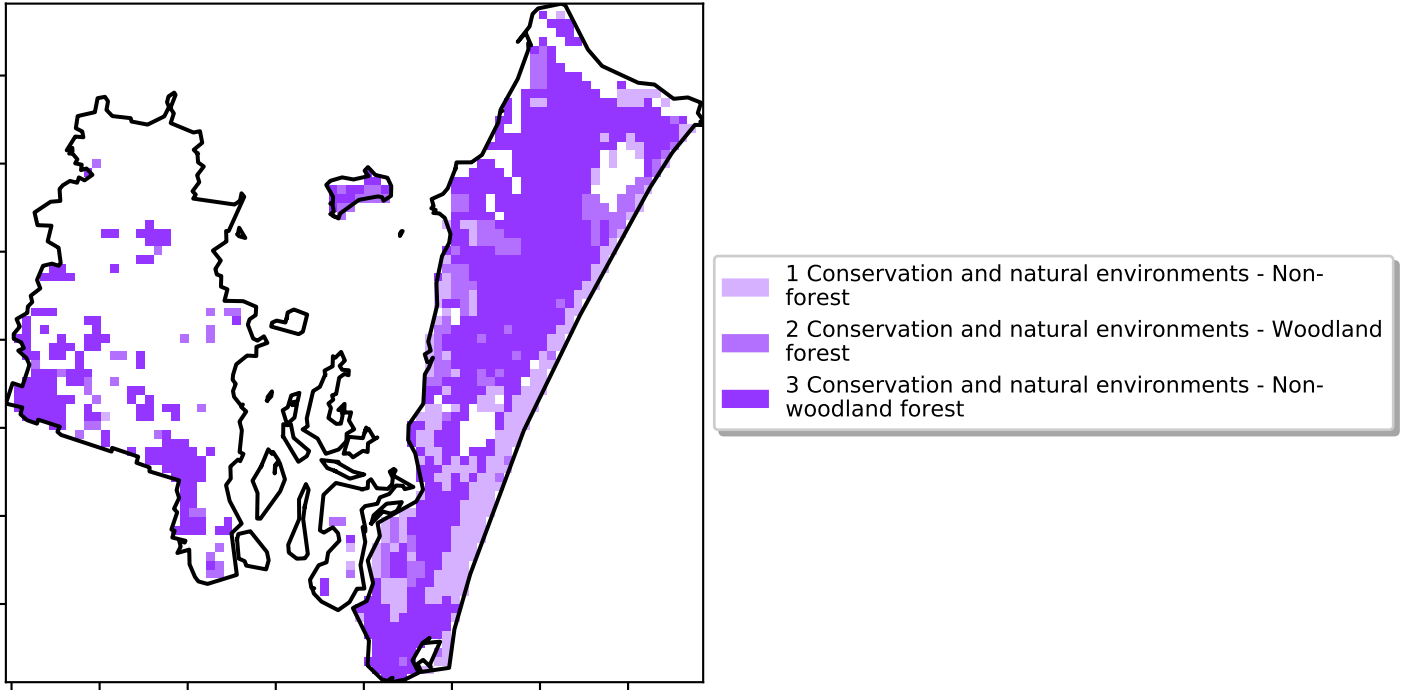 1 Conservation and natural environments - Non-
forest
2 Conservation and natural environments - Woodland
forest
3 Conservation and natural environments - Non-
woodland forest